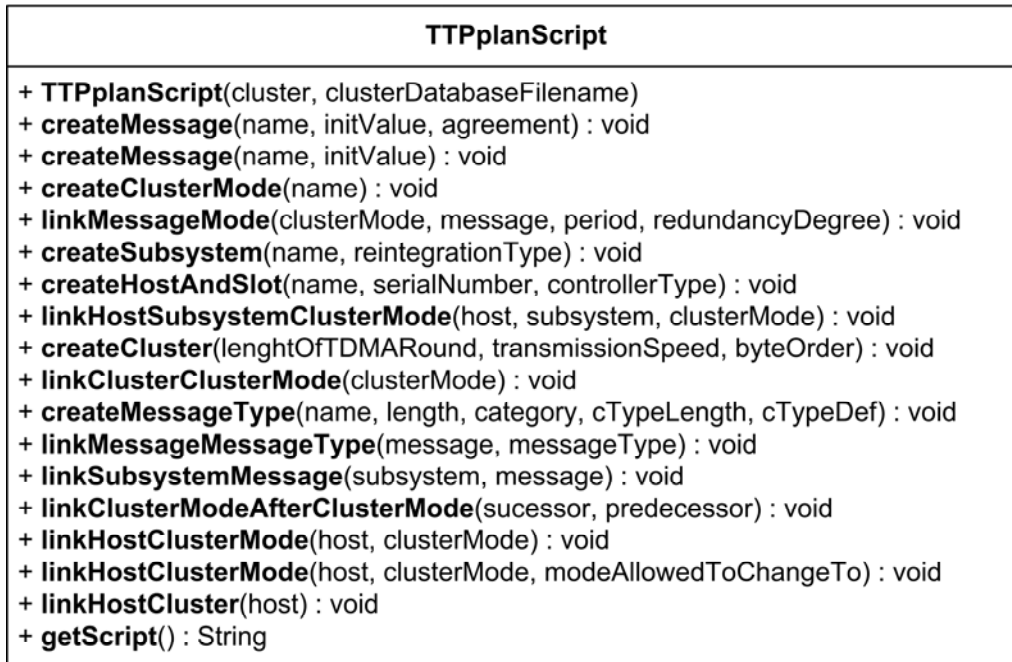 TTPplanScript
+ TTPplanScript(cluster, clusterDatabaseFilename)
+ createMessage(name, initValue, agreement) : void
+ createMessage(name, initValue) : void
+ createClusterMode(name) : void
+ linkMessageMode(clusterMode, message, period, redundancyDegree) : void
+ createSubsystem(name, reintegrationType) : void
+ createHostAndSlot(name, serialNumber, controllerType) : void
+ linkHostSubsystemClusterMode(host, subsystem, clusterMode) : void
+ createCluster(lenghtOfTDMARound, transmissionSpeed, byteOrder) : void
+ linkClusterClusterMode(clusterMode) : void
+ createMessageType(name, length, category, cTypeLength, cTypeDef) : void
+ linkMessageMessageType(message, messageType) : void
+ linkSubsystemMessage(subsystem, message) : void
+ linkClusterModeAfterClusterMode(sucessor, predecessor) : void
+ linkHostClusterMode(host, clusterMode) : void
+ linkHostClusterMode(host, clusterMode, modeAllowedToChangeTo) : void
+ linkHostCluster(host) : void
+ getScript() : String